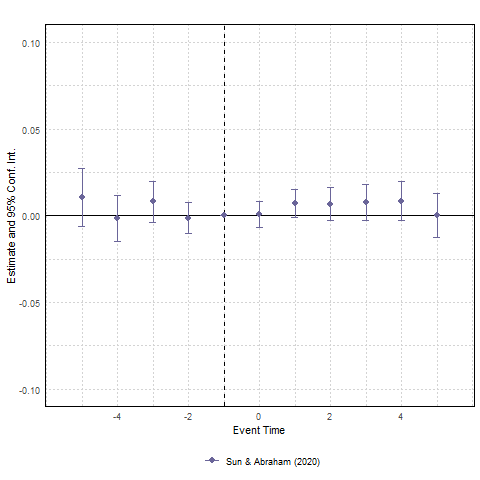 0.10
0.05
0.00
-0.05
-0.10
Estimate and 95% Conf. Int.
-4 -2 0 2 4
Event Time
Sun & Abraham (2020)